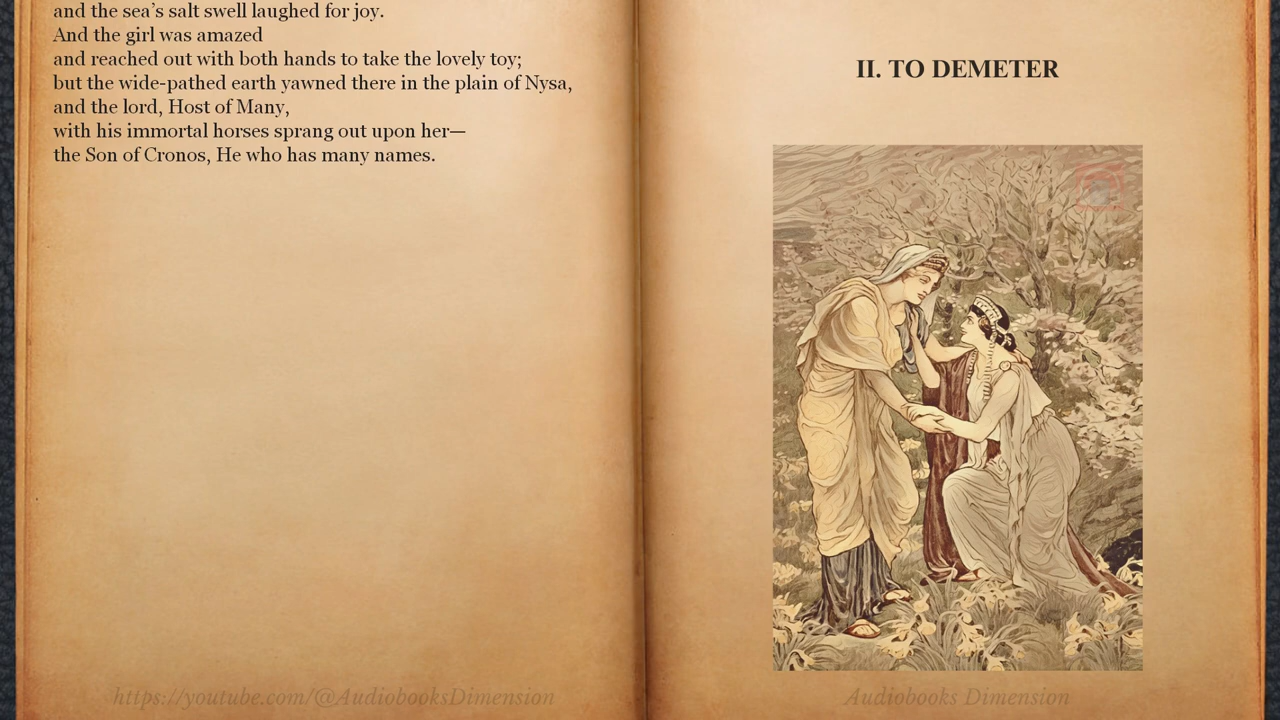 and the sea’s salt swell laughed for joy.
And the girl was amazed
and reached out with both hands to take the lovely toy;
but the wide-pathed earth yawned there in the plain of Nysa,
and the lord, Host of Many,
with his immortal horses sprang out upon her—
the Son of Cronos, He who has many names.
https://youtube.com/@AudiobooksDimension
II. TO DEMETER
Audiobooks Dimension